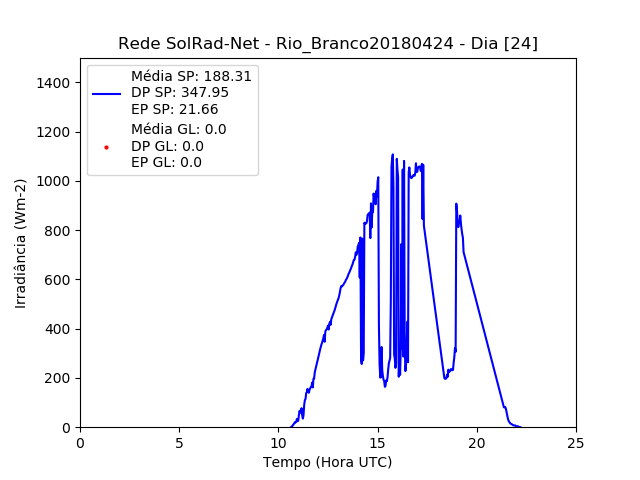 Rede SolRad-Net - Rio_Branco20180424 - Dia [24]
Média SP: 188.31
DP SP: 347.95
EP SP: 21.66
Média GL: 0.0
DP GL: 0.0
EP GL: 0.0
Irradiância (Wm-2)
1400
1200
1000
800
600
400
200
0
0 5 10 15 20 25
Tempo (Hora UTC)